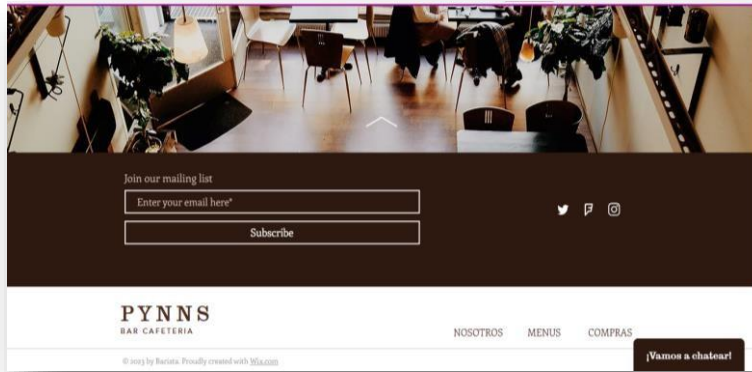 Join our mailing list
Enter your email here*
Subscribe
PYNNS
BAR CAFETERIA
NOSOTROS MENUS COMPRAS
¡Vamos a chatear!
© 2023 by Barista. Proudly created with Wix.com